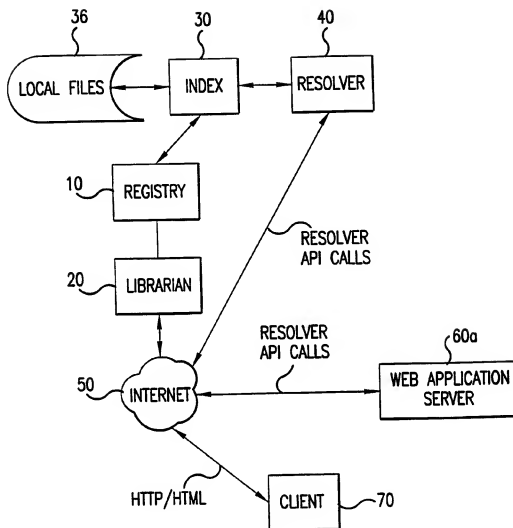 36
30
40
LOCAL FILES
INDEX
RESOLVER
10
REGISTRY
RESOLVER
API CALLS
20
LIBRARIAN
RESOLVER
API CALLS
60a
50
INTERNET
WEB APPLICATION
SERVER
HTTP/HTML
CLIENT
70